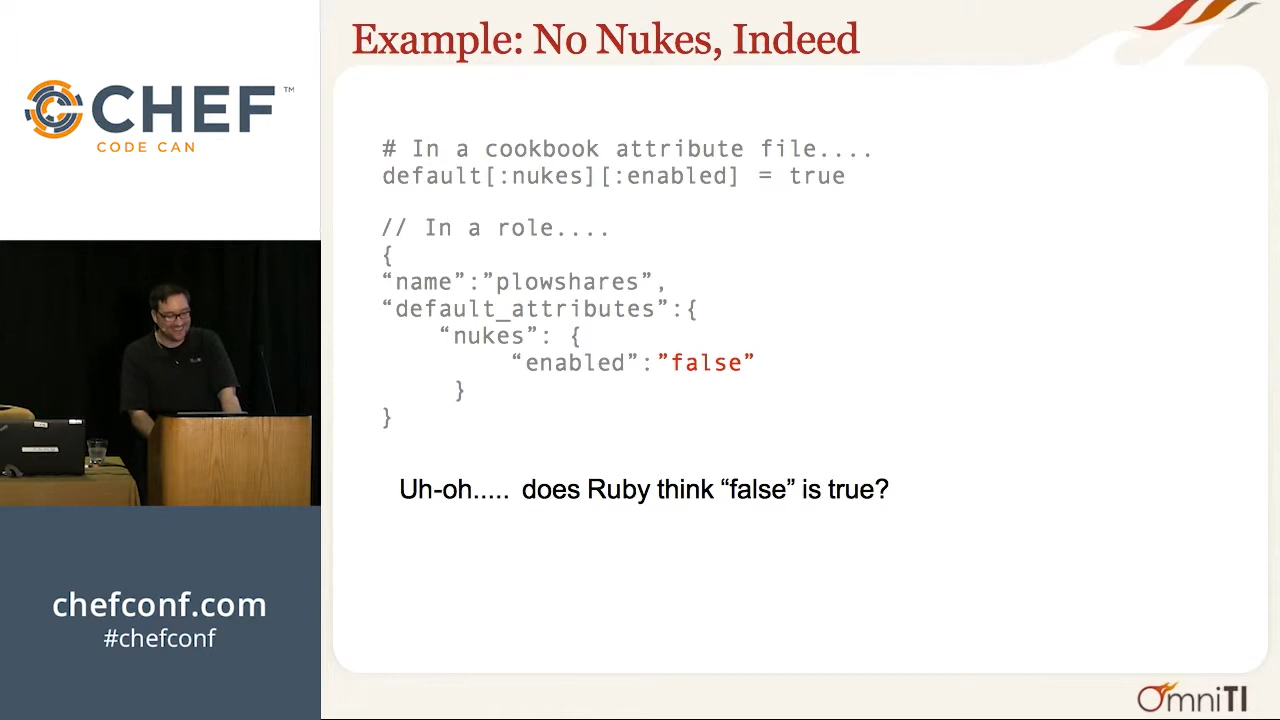 Example: No Nukes, Indeed
CHEF™
CODE CAN
# In a cookbook attribute file....
default[:nukes][:enabled] = true
// In a role....
{
“name”:”plowshares”,
“default_attributes”:{
“nukes”: {
“enabled”:”false”
}
}
Uh-oh..... does Ruby think “false” is true?
chefconf.com
#chefconf
OmniTI